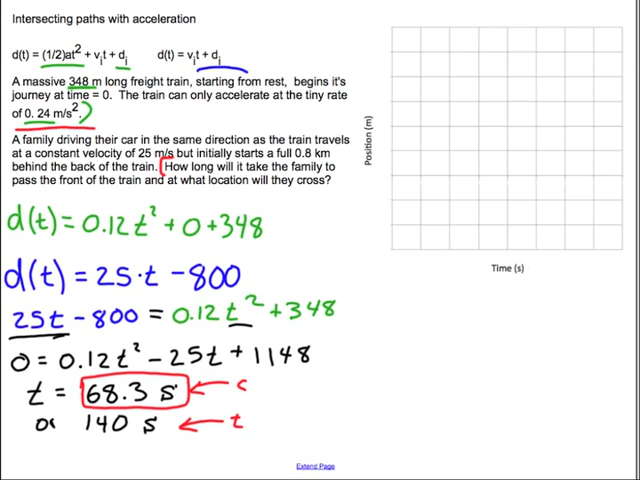 Intersecting paths with acceleration
d(t) = (1/2)at² + vᵢt + dᵢ    d(t) = vᵢt + dᵢ
A massive 348 m long freight train, starting from rest, begins it's
journey at time = 0. The train can only accelerate at the tiny rate
of 0. 24 m/s².
A family driving their car in the same direction as the train travels
at a constant velocity of 25 m/s but initially starts a full 0.8 km
behind the back of the train. How long will it take the family to
pass the front of the train and at what location will they cross?
d(t) = 0.12t² + 0 + 348
d(t) = 25·t - 800
25t - 800 = 0.12t² + 348
0 = 0.12t² - 25t + 1148
t = 68.3 s ← c
or 140 s ← t
Position (m)
Time (s)
Extend Page